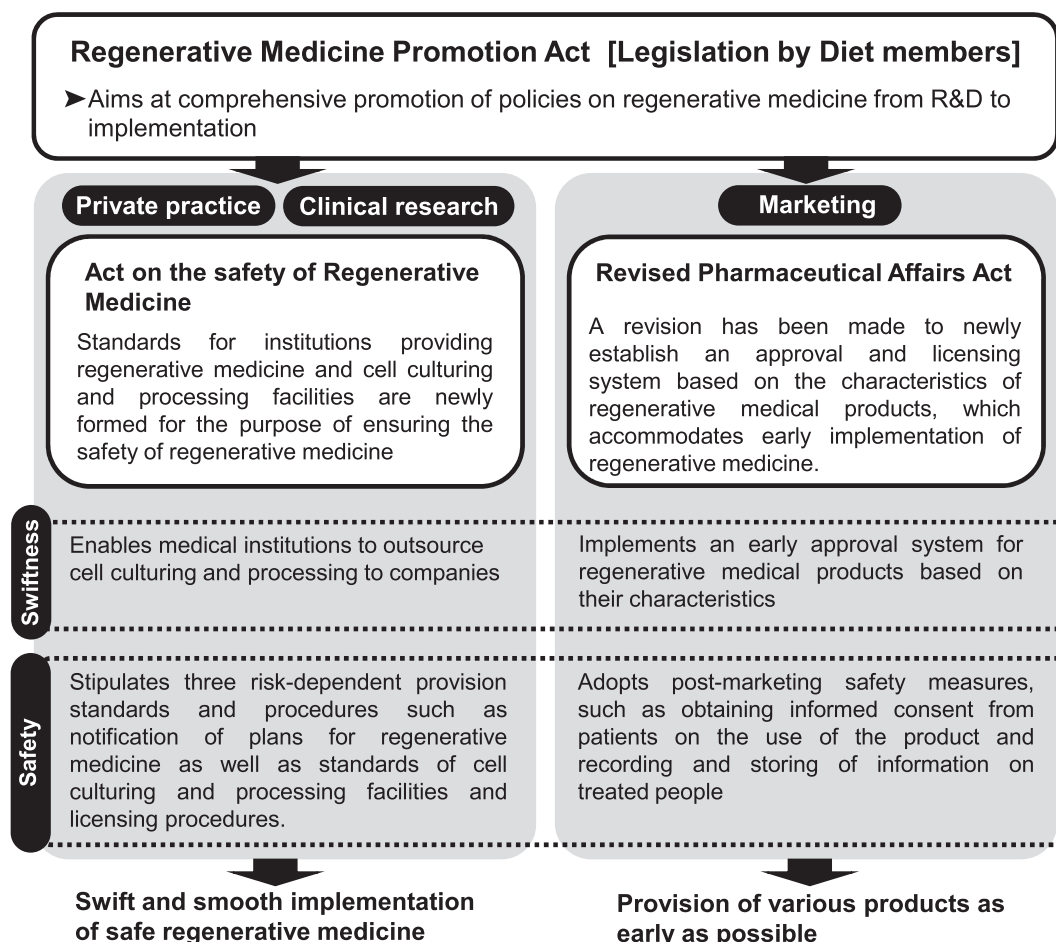 Regenerative Medicine Promotion Act [Legislation by Diet members]
➤Aims at comprehensive promotion of policies on regenerative medicine from R&D to
implementation
Private practice
Clinical research
Act on the safety of Regenerative
Medicine
Standards for institutions providing
regenerative medicine and cell culturing
and processing facilities are newly
formed for the purpose of ensuring the
safety of regenerative medicine
Marketing
Revised Pharmaceutical Affairs Act
A revision has been made to newly
establish an approval and licensing
system based on the characteristics of
regenerative medical products, which
accommodates early implementation of
regenerative medicine.
Swiftness
Enables medical institutions to outsource
cell culturing and processing to companies
Implements an early approval system for
regenerative medical products based on
their characteristics
Safety
Stipulates three risk-dependent provision
standards and procedures such as
notification of plans for regenerative
medicine as well as standards of cell
culturing and processing facilities and
licensing procedures.
Adopts post-marketing safety measures,
such as obtaining informed consent from
patients on the use of the product and
recording and storing of information on
treated people
Swift and smooth implementation
of safe regenerative medicine
Provision of various products as
early as possible